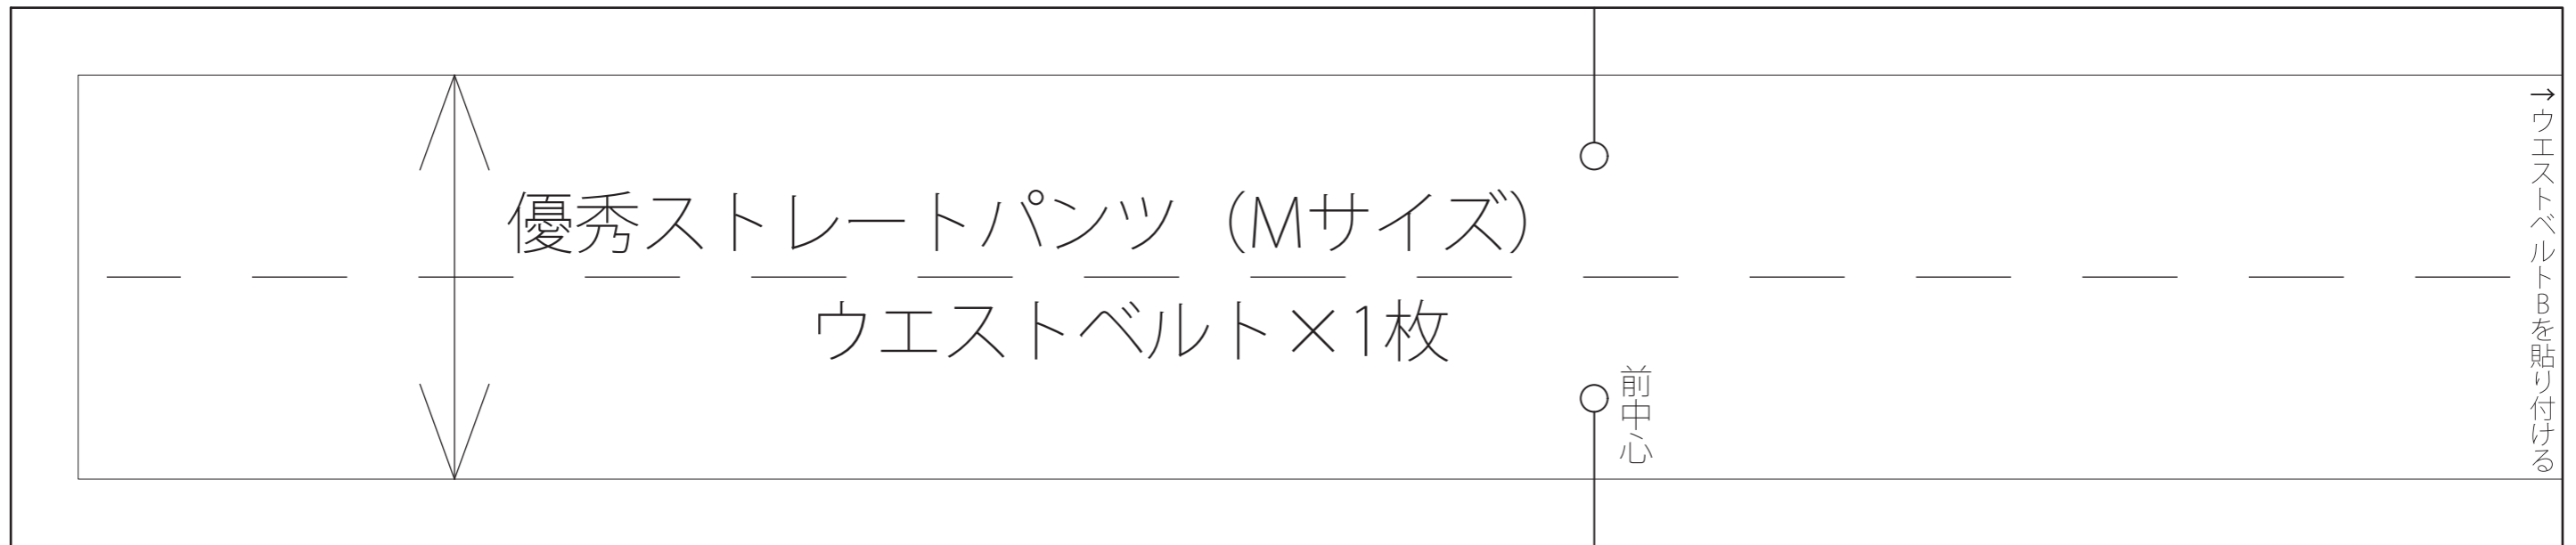 優秀ストレートパンツ（Mサイズ）
ウエストベルト×1枚
前中心
→ウエストベルトBを貼り付ける